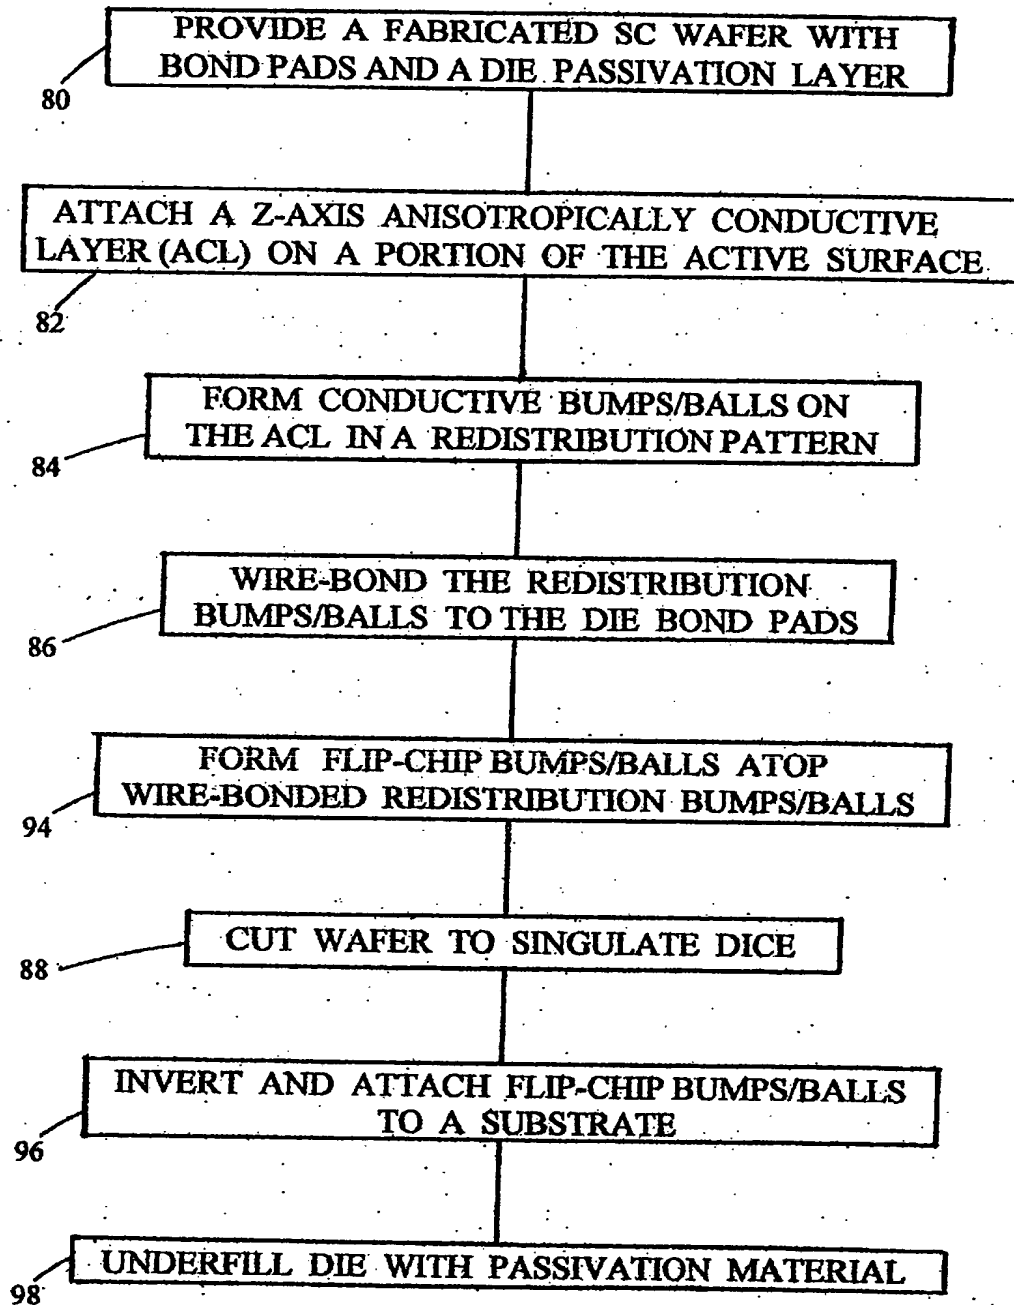 PROVIDE A FABRICATED SC WAFER WITH
BOND PADS AND A DIE PASSIVATION LAYER
80
ATTACH A Z-AXIS ANISOTROPICALLY CONDUCTIVE
LAYER (ACL) ON A PORTION OF THE ACTIVE SURFACE
82
FORM CONDUCTIVE BUMPS/BALLS ON
THE ACL IN A REDISTRIBUTION PATTERN
84
WIRE-BOND THE REDISTRIBUTION
BUMPS/BALLS TO THE DIE BOND PADS
86
FORM FLIP-CHIP BUMPS/BALLS ATOP
WIRE-BONDED REDISTRIBUTION BUMPS/BALLS
94
CUT WAFER TO SINGULATE DICE
88
INVERT AND ATTACH FLIP-CHIP BUMPS/BALLS
TO A SUBSTRATE
96
UNDERFILL DIE WITH PASSIVATION MATERIAL
98